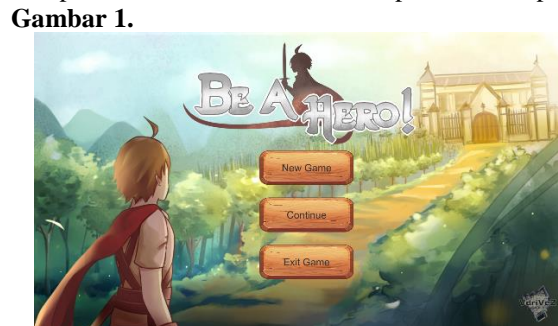 Gambar 1.
BE A HERO!
New Game
Continue
Exit Game